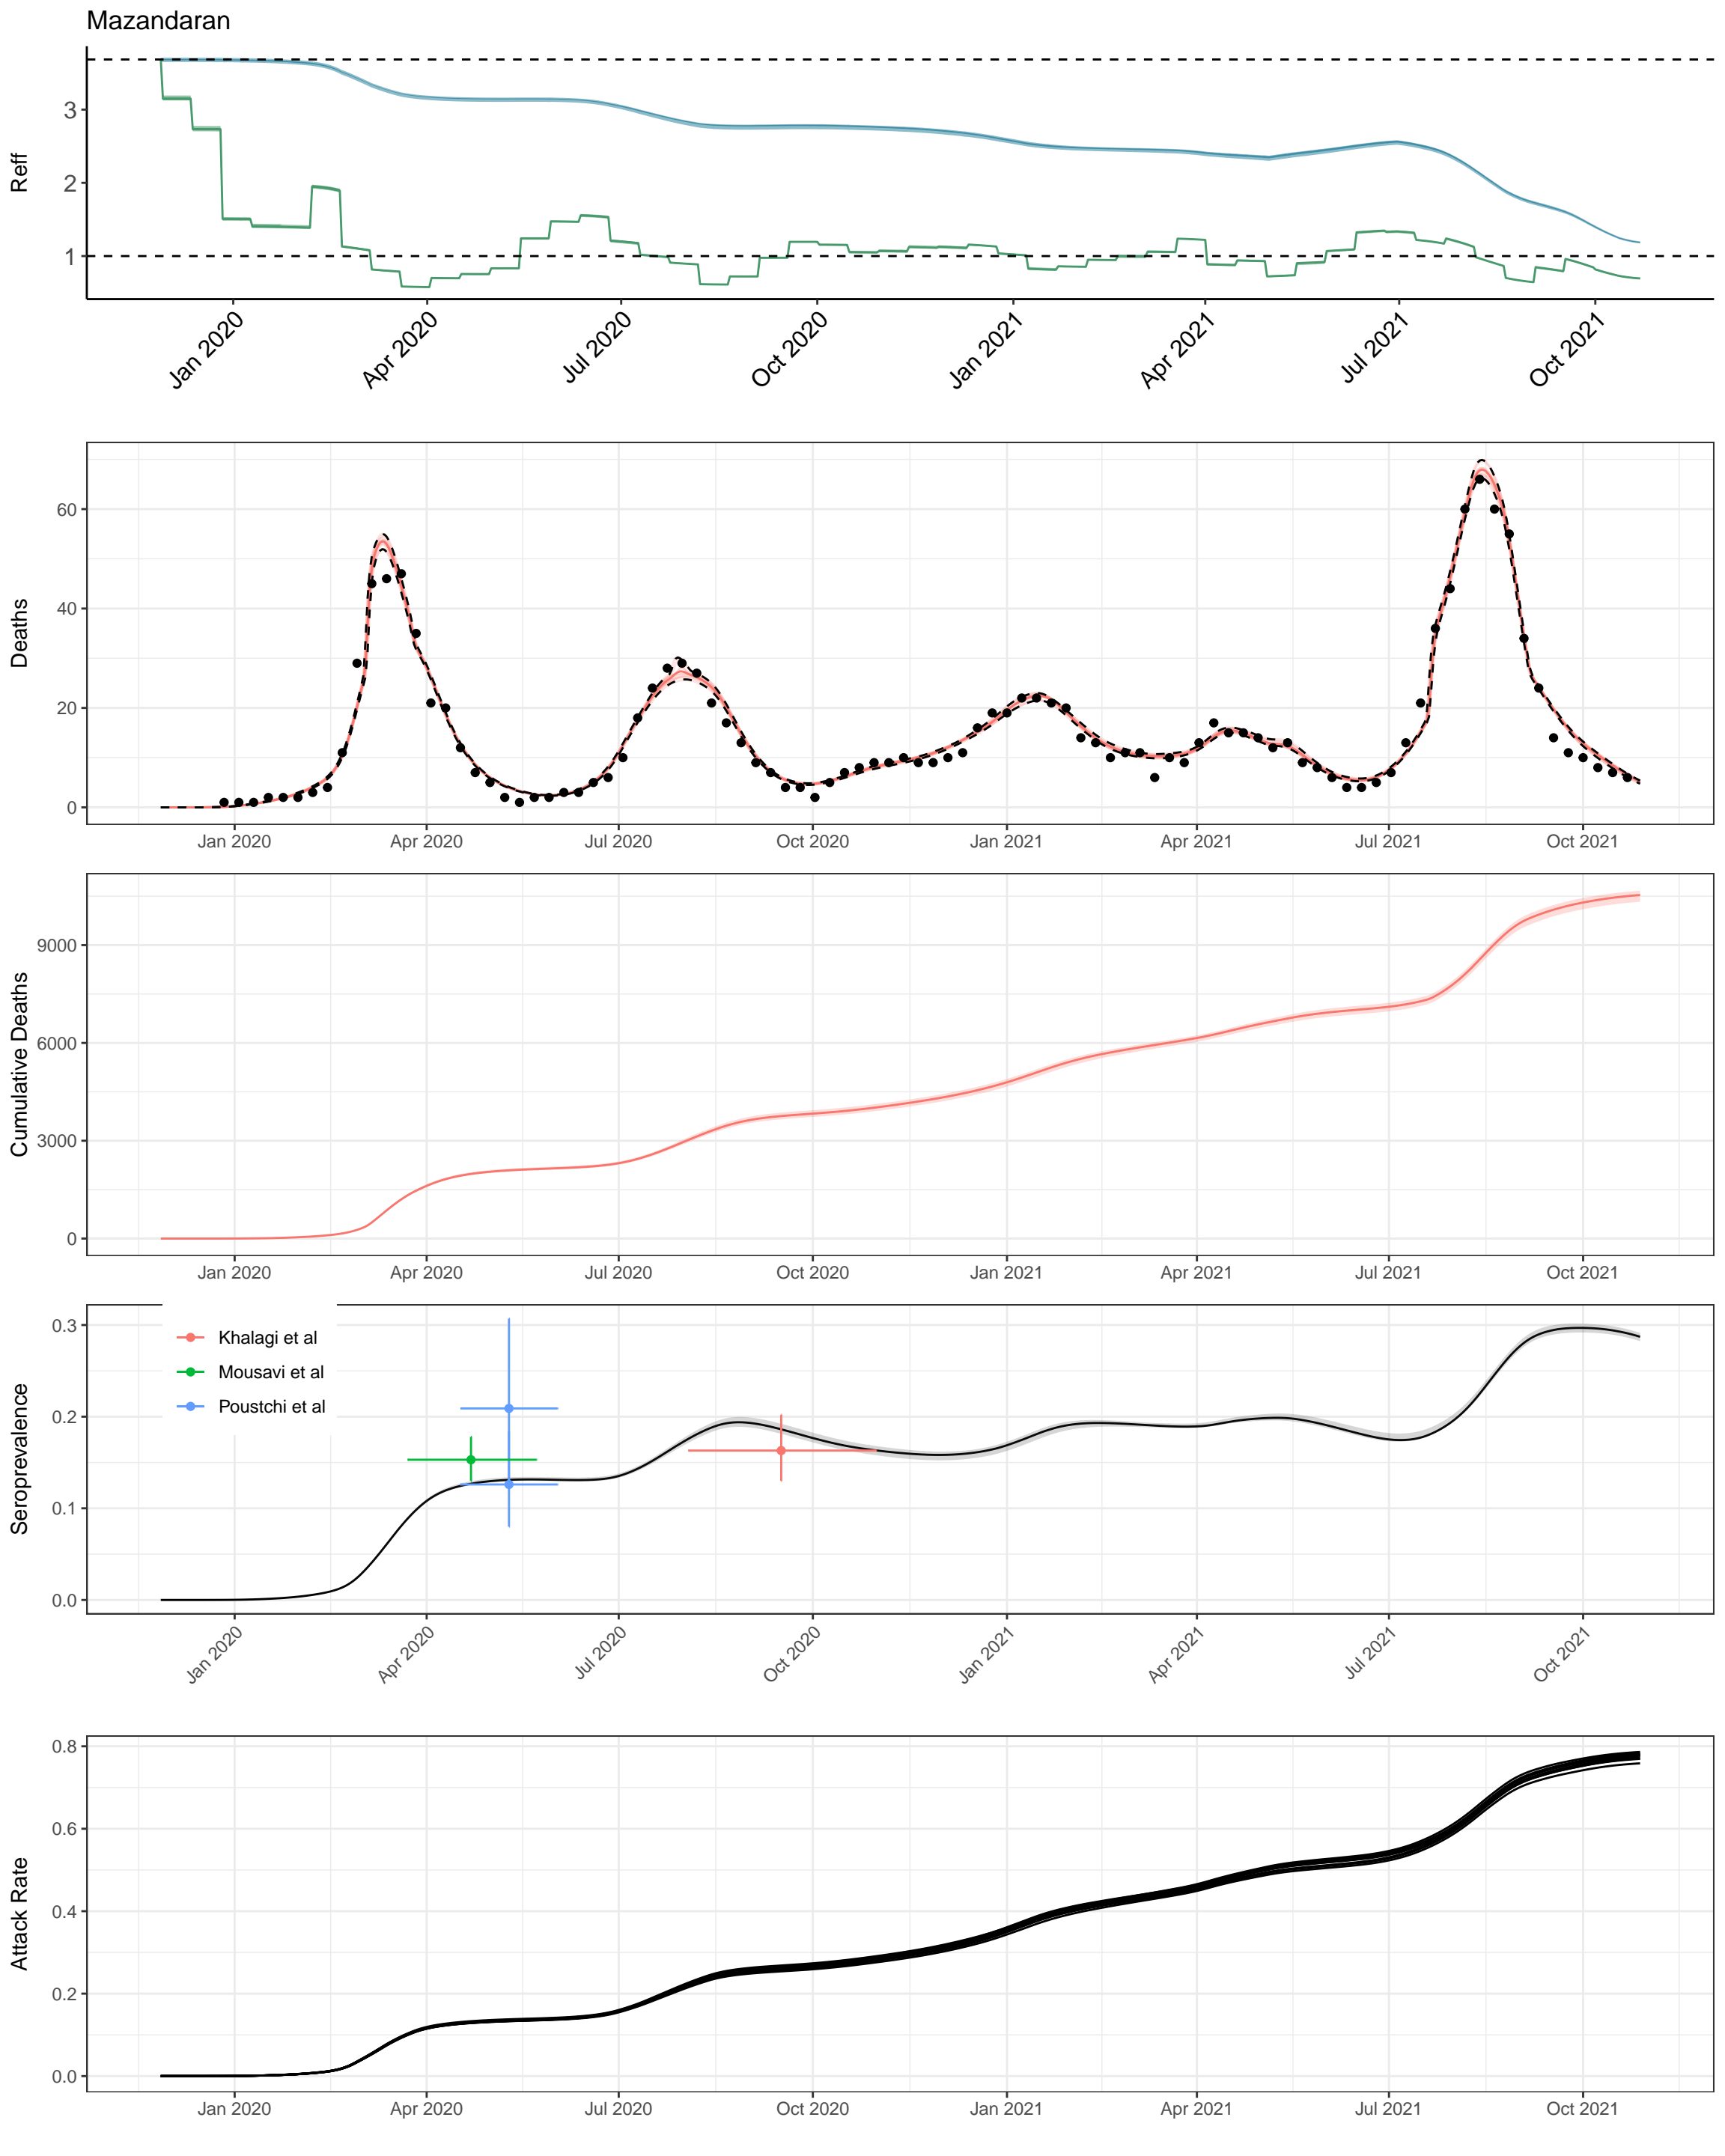 Mazandaran
Reff
3
2
1
Jan 2020 Apr 2020 Jul 2020 Oct 2020 Jan 2021 Apr 2021 Jul 2021 Oct 2021
Deaths
60
40
20
0
Jan 2020 Apr 2020 Jul 2020 Oct 2020 Jan 2021 Apr 2021 Jul 2021 Oct 2021
Cumulative Deaths
9000
6000
3000
0
Jan 2020 Apr 2020 Jul 2020 Oct 2020 Jan 2021 Apr 2021 Jul 2021 Oct 2021
Seroprevalence
0.3
0.2
0.1
0.0
Khalagi et al
Mousavi et al
Poustchi et al
Jan 2020 Apr 2020 Jul 2020 Oct 2020 Jan 2021 Apr 2021 Jul 2021 Oct 2021
Attack Rate
0.8
0.6
0.4
0.2
0.0
Jan 2020 Apr 2020 Jul 2020 Oct 2020 Jan 2021 Apr 2021 Jul 2021 Oct 2021